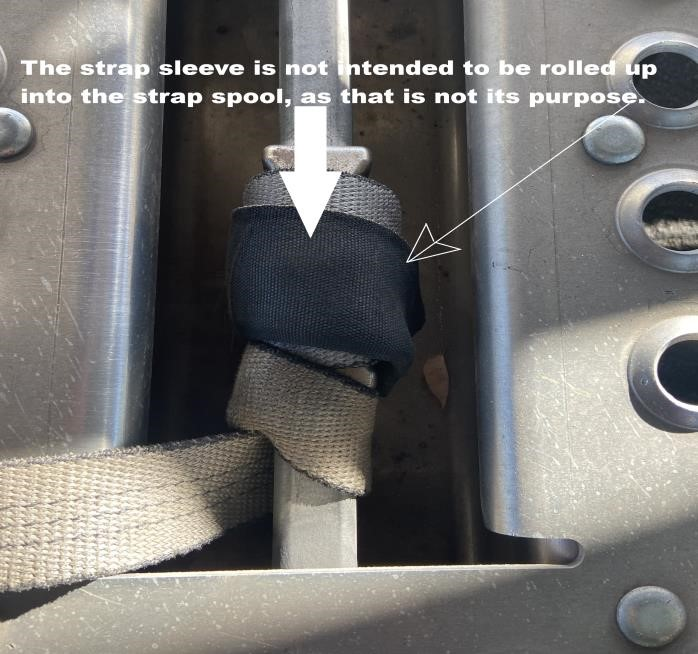 The strap sleeve is not intended to be rolled up
into the strap spool, as that is not its purpose.